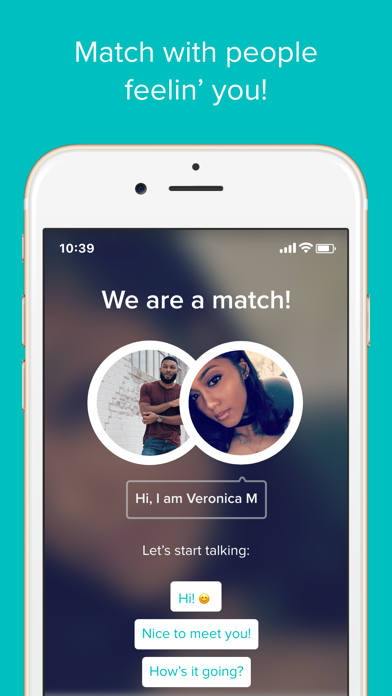 Match with people
feelin’ you!
10:39
We are a match!
Hi, I am Veronica M
Let’s start talking:
Hi! 😊
Nice to meet you!
How’s it going?